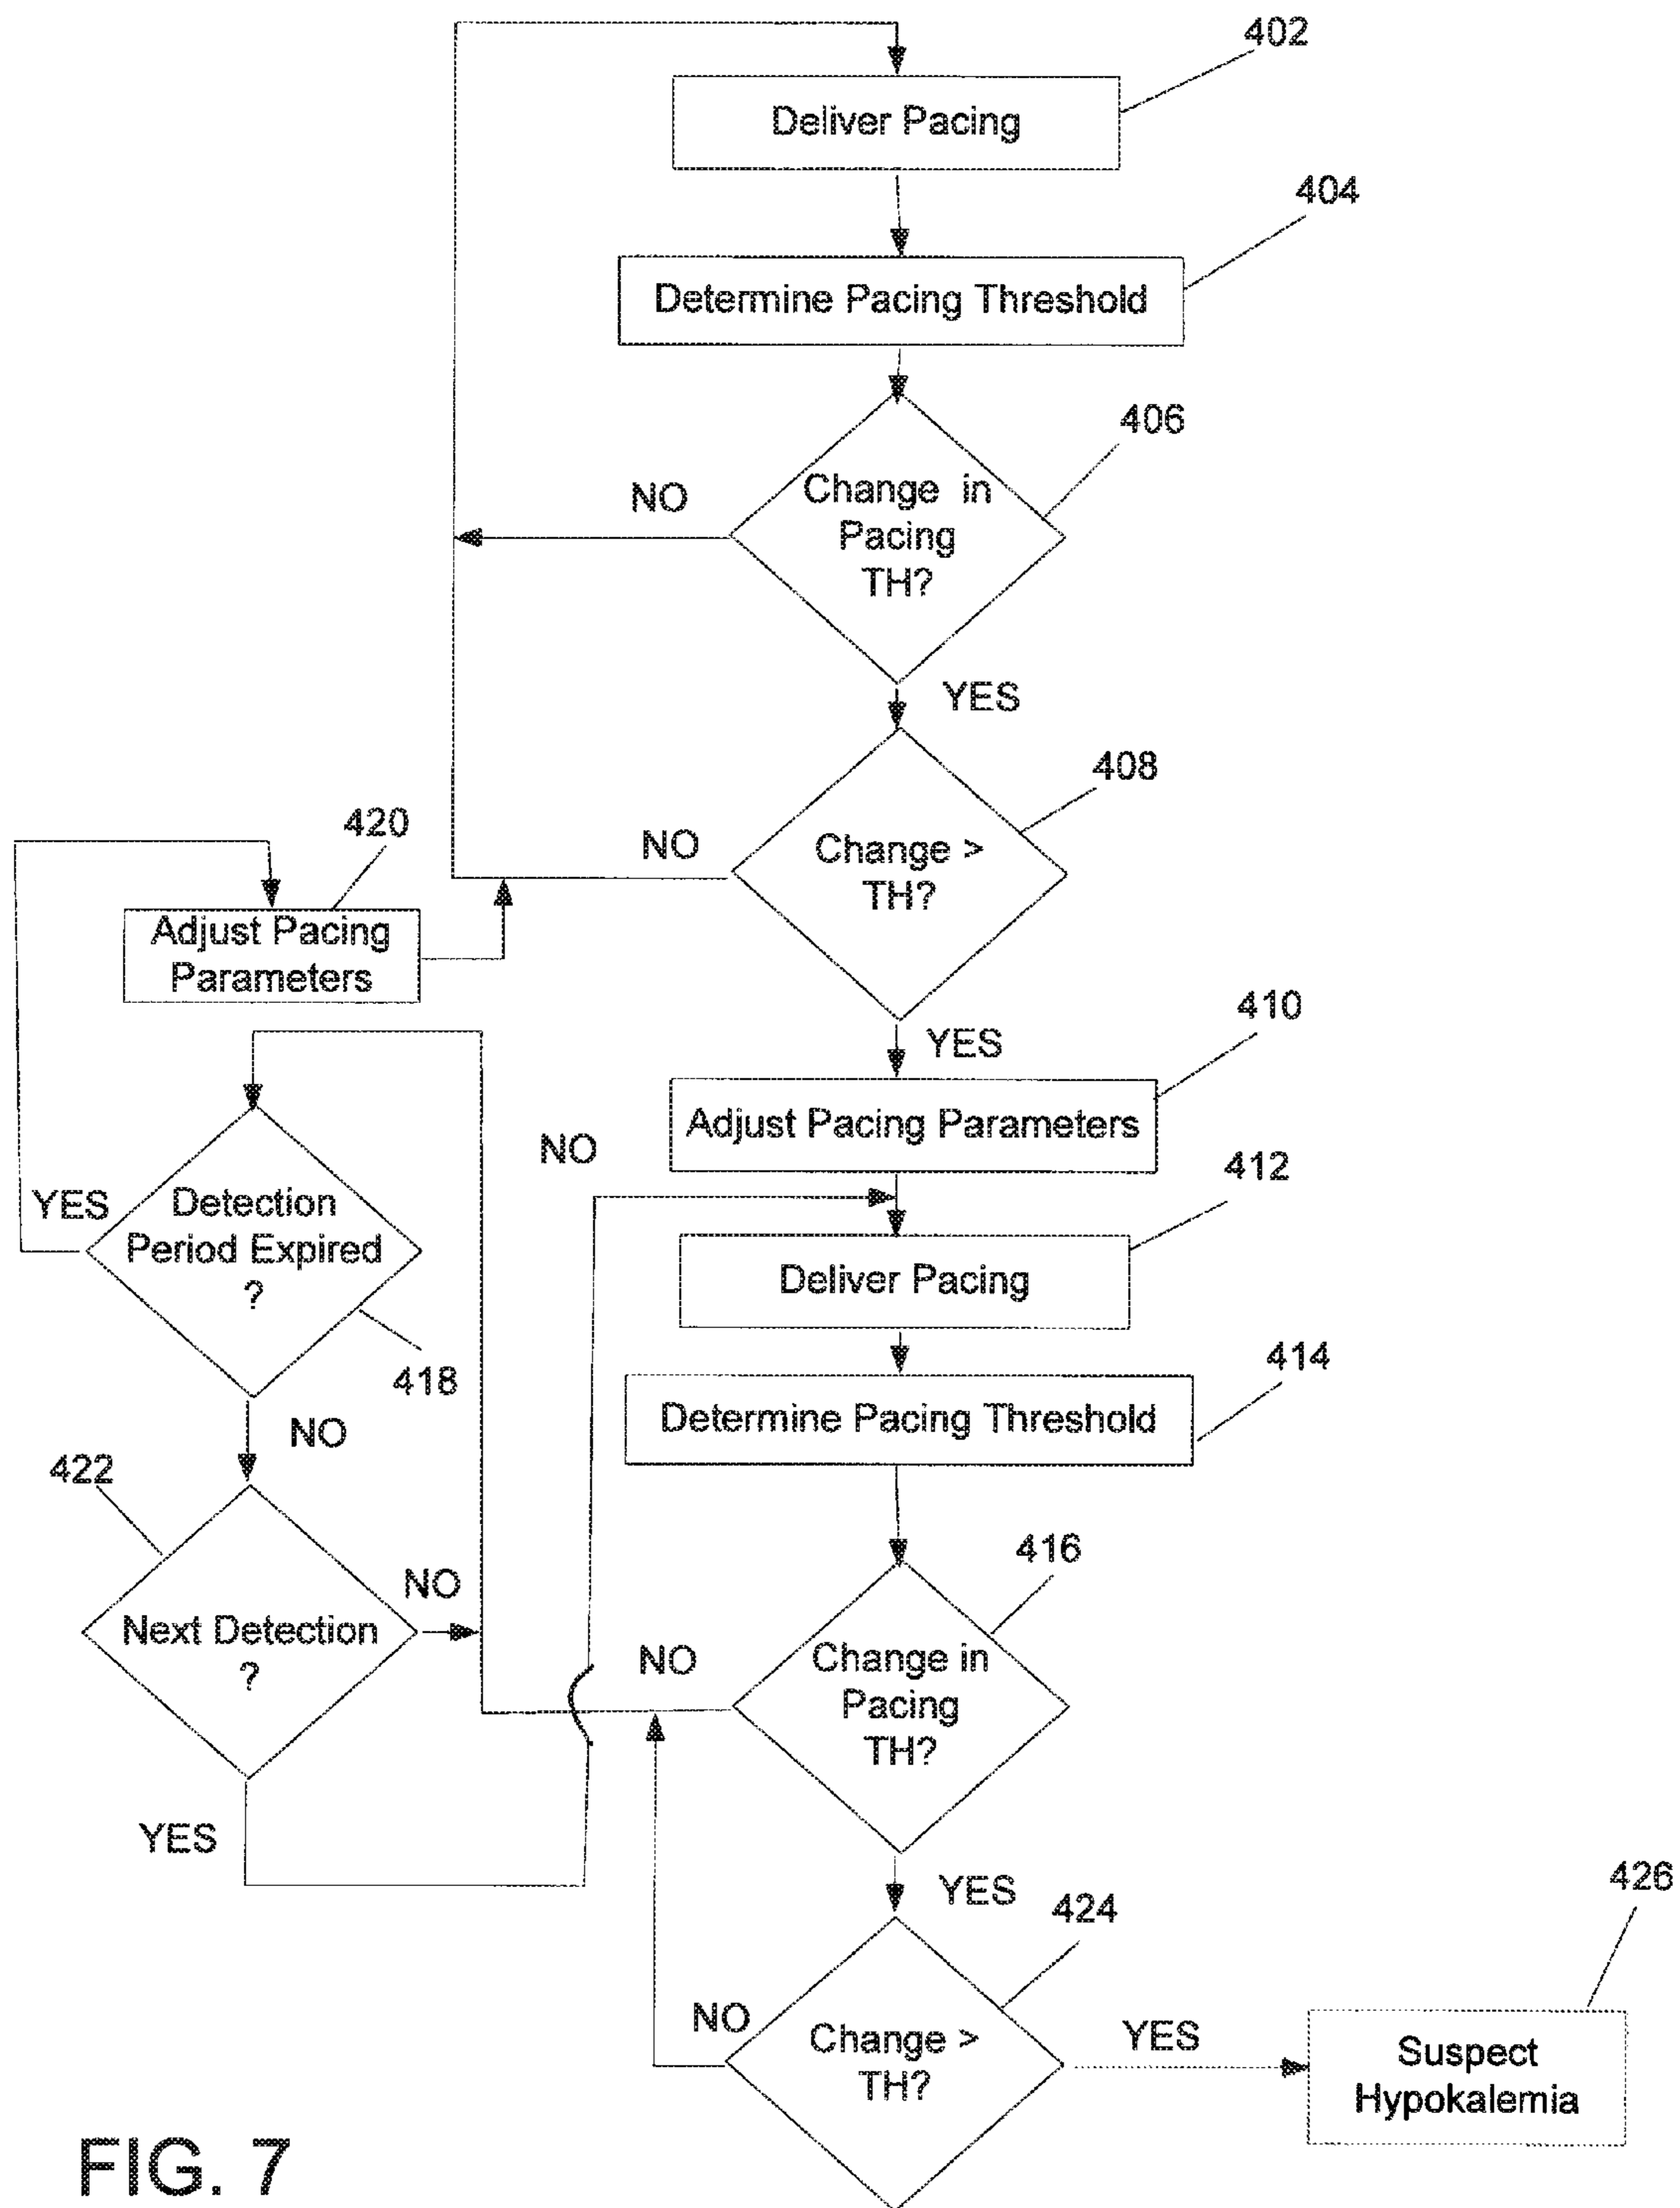 402
Deliver Pacing
404
Determine Pacing Threshold
406
Change in
Pacing
TH?
NO
YES
408
Change >
TH?
NO
420
Adjust Pacing
Parameters
YES
410
Adjust Pacing Parameters
NO
412
Deliver Pacing
YES
Detection
Period Expired
?
418
414
Determine Pacing Threshold
NO
422
Next Detection
?
NO
YES
416
Change in
Pacing
TH?
NO
YES
424
Change >
TH?
NO
YES
426
Suspect
Hypokalemia
FIG. 7